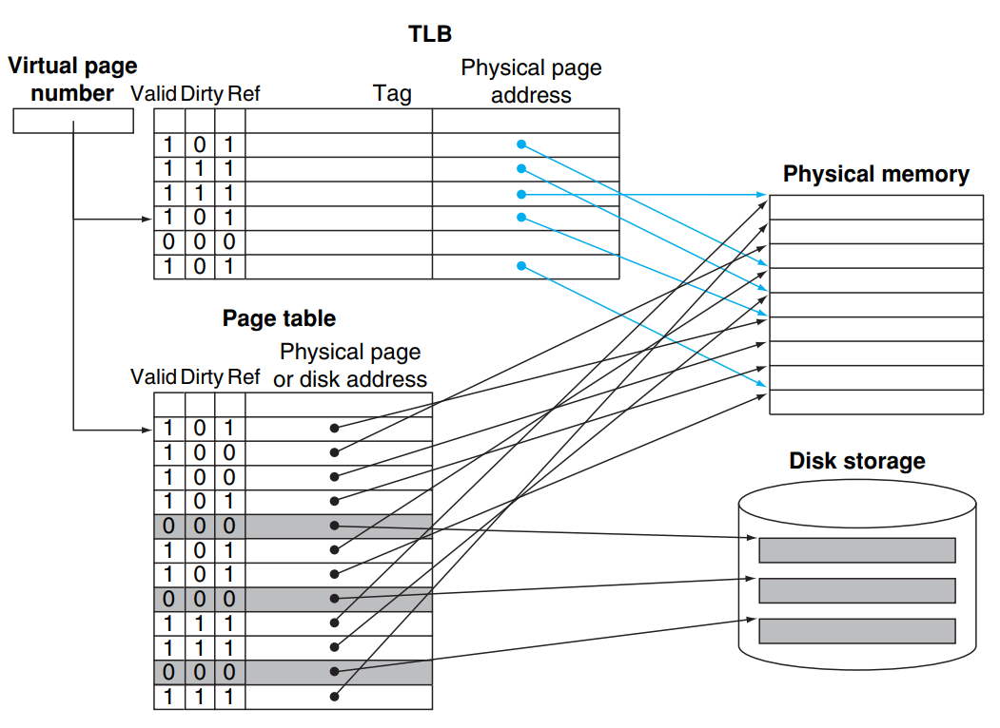 TLB
Virtual page
number
Valid Dirty Ref
Tag
Physical page
address
1 0 1
1 1 1
1 1 1
1 0 1
0 0 0
1 0 1
Physical memory
Page table
Physical page
or disk address
Valid Dirty Ref
1 0 1
1 0 0
1 0 0
1 0 1
0 0 0
1 0 1
1 0 1
0 0 0
1 1 1
1 1 1
0 0 0
1 1 1
Disk storage